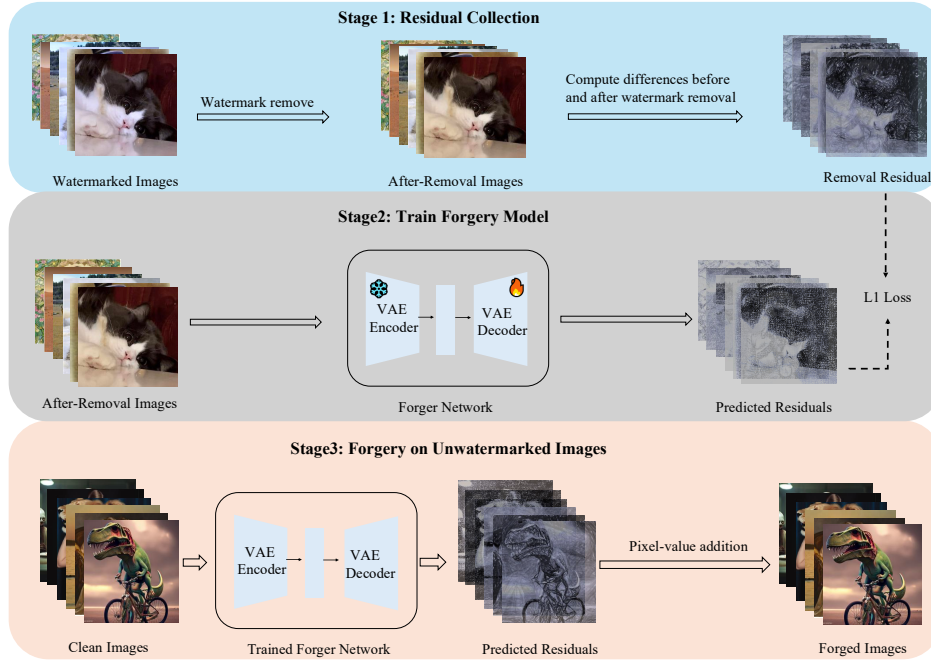 Stage 1: Residual Collection
Watermark remove
Compute differences before
and after watermark removal
Watermarked Images
After-Removal Images
Removal Residual
Stage2: Train Forgery Model
VAE
Encoder
VAE
Decoder
L1 Loss
After-Removal Images
Forger Network
Predicted Residuals
Stage3: Forgery on Unwatermarked Images
VAE
Encoder
VAE
Decoder
Pixel-value addition
Clean Images
Trained Forger Network
Predicted Residuals
Forged Images